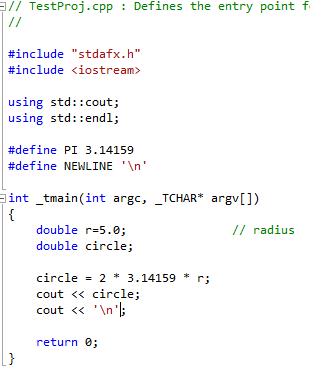 // TestProj.cpp : Defines the entry point
//
#include "stdafx.h"
#include <iostream>
using std::cout;
using std::endl;
#define PI 3.14159
#define NEWLINE '\n'
int _tmain(int argc, _TCHAR* argv[])
{
double r=5.0; // radius
double circle;
circle = 2 * 3.14159 * r;
cout << circle;
cout << '\n';
return 0;
}